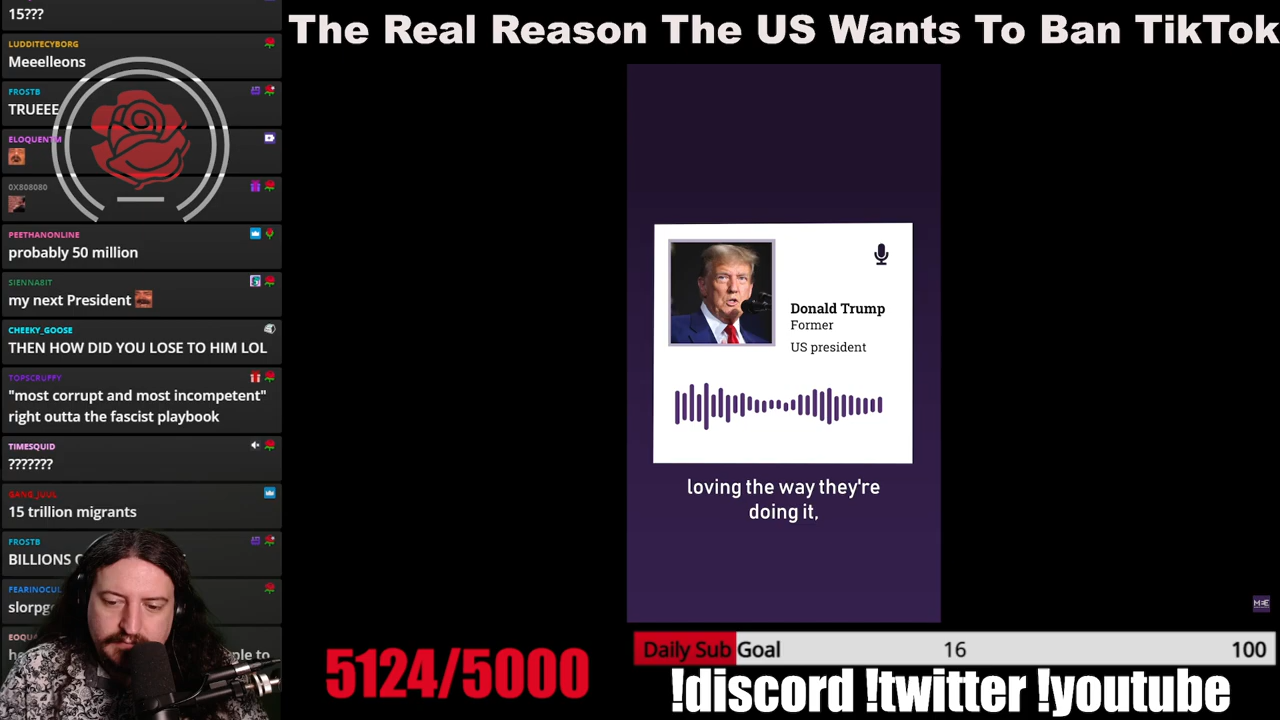 15???
The Real Reason The US Wants To Ban TikTok
LUDDITECYBORG
Meeelleons
FROSTB
TRUEEE
0X808080
PEETHANONLINE
probably 50 million
SIENNA8IT
my next President
CHEEKY_GOOSE
THEN HOW DID YOU LOSE TO HIM LOL
TOPSCRUFFY
"most corrupt and most incompetent"
right outta the fascist playbook
TIMESQUID
???????
GANG_JUUL
15 trillion migrants
FROSTB
BILLIONS
Donald Trump
Former
US president
loving the way they're
doing it,
MEE
5124/5000
Daily Sub Goal 16 100
!discord !twitter !youtube